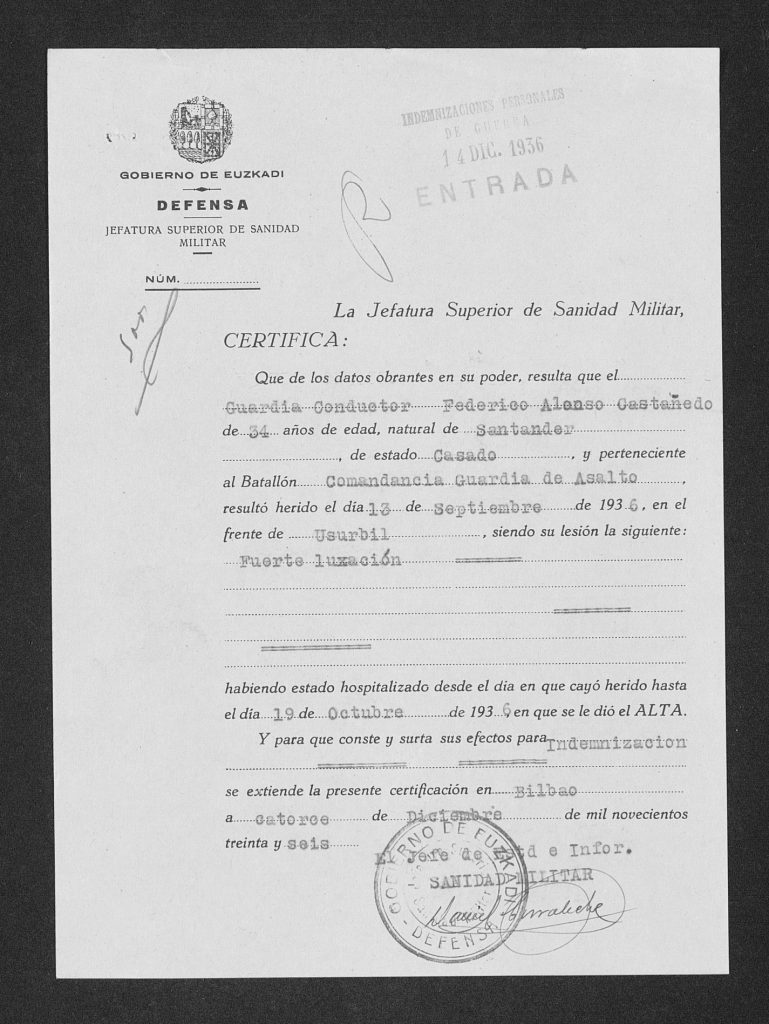 INDEMNIZACIONES PERSONALES
DE GUERRA
14 DIC. 1936
ENTRADA
GOBIERNO DE EUZKADI
DEFENSA
JEFATURA SUPERIOR DE SANIDAD
MILITAR
NÚM.
La Jefatura Superior de Sanidad Militar,
CERTIFICA:
Que de los datos obrantes en su poder, resulta que el
Guardia Conductor Federico Alonso Castañedo
de 34 años de edad, natural de Santander
, de estado Casado, y perteneciente
al Batallón Comandancia Guardia de Asalto,
resultó herido el día 13 de Septiembre de 1936, en el
frente de Usurbil, siendo su lesión la siguiente:
Fuerte luxación
habiendo estado hospitalizado desde el día en que cayó herido hasta
el día 19 de Octubre de 1936, en que se le dió el ALTA.
Y para que conste y surta sus efectos para Indemnizacion
se extiende la presente certificación en Bilbao
a catorce de Diciembre de mil novecientos
treinta y seis
El Jefe de Etd e Infor.
SANIDAD MILITAR
GOBIERNO DE EUZKADI
- DEFENSA -